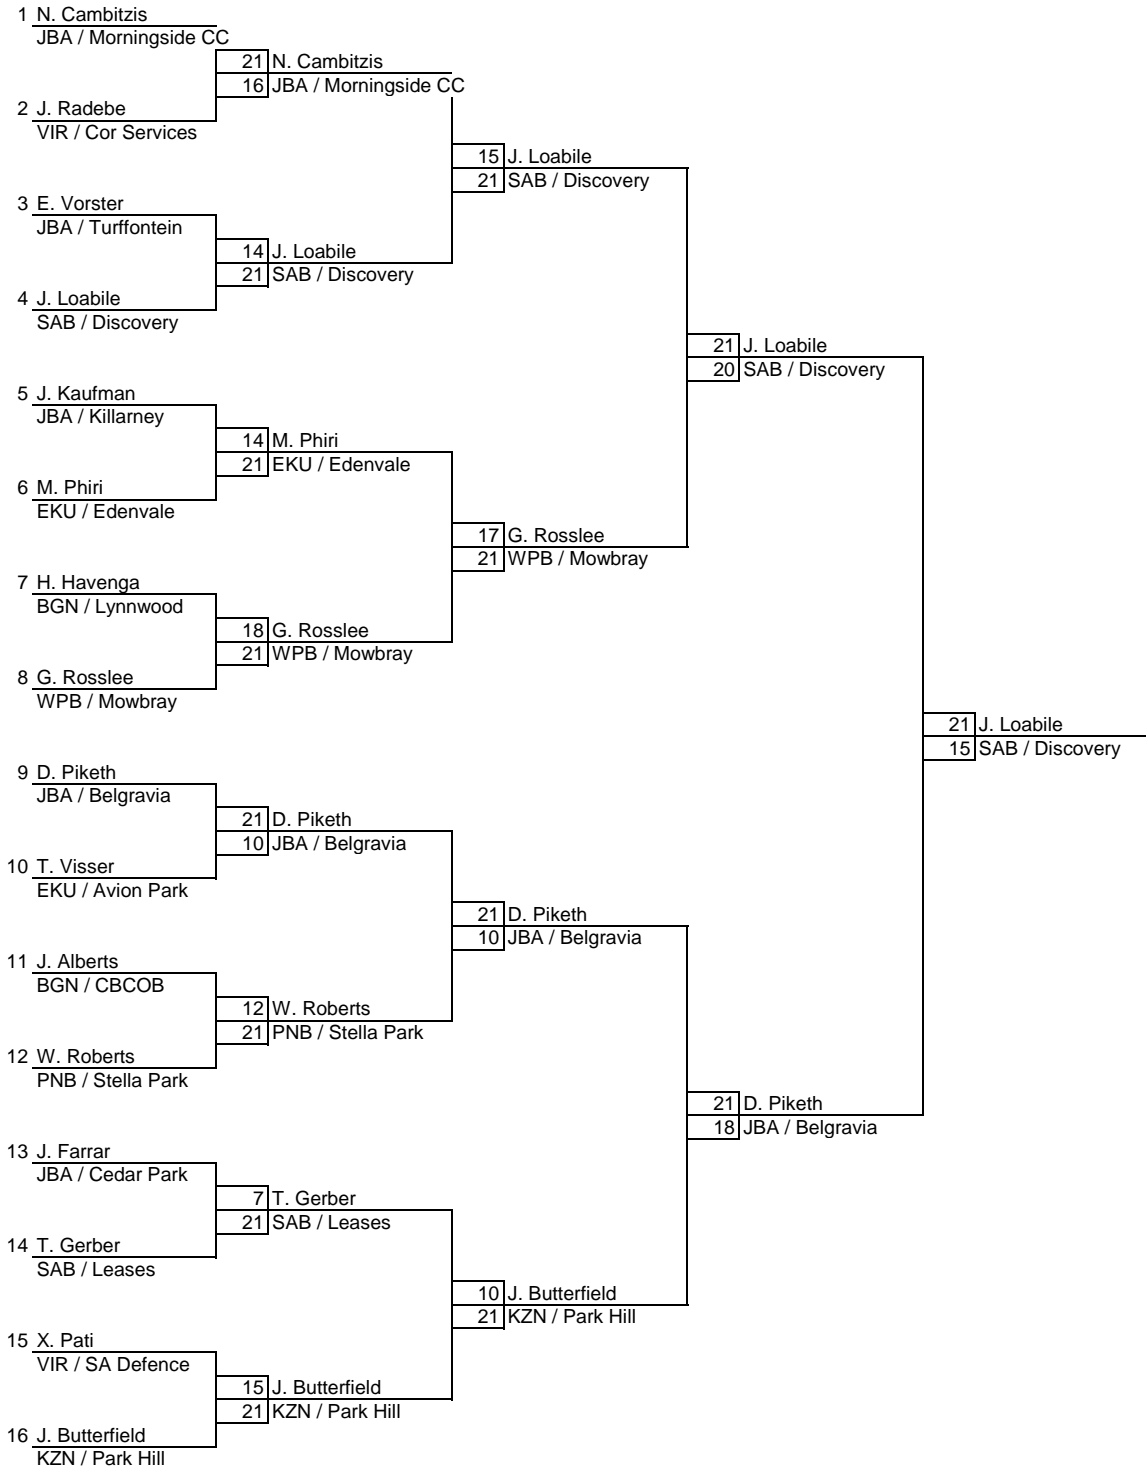 1 N. Cambitzis
JBA / Morningside CC
21 N. Cambitzis
16 JBA / Morningside CC
2 J. Radebe
VIR / Cor Services
15 J. Loabile
21 SAB / Discovery
3 E. Vorster
JBA / Turffontein
14 J. Loabile
21 SAB / Discovery
4 J. Loabile
SAB / Discovery
21 J. Loabile
20 SAB / Discovery
5 J. Kaufman
JBA / Killarney
14 M. Phiri
21 EKU / Edenvale
6 M. Phiri
EKU / Edenvale
17 G. Rosslee
21 WPB / Mowbray
7 H. Havenga
BGN / Lynnwood
18 G. Rosslee
21 WPB / Mowbray
8 G. Rosslee
WPB / Mowbray
21 J. Loabile
15 SAB / Discovery
9 D. Piketh
JBA / Belgravia
21 D. Piketh
10 JBA / Belgravia
10 T. Visser
EKU / Avion Park
21 D. Piketh
10 JBA / Belgravia
11 J. Alberts
BGN / CBCOB
12 W. Roberts
21 PNB / Stella Park
12 W. Roberts
PNB / Stella Park
21 D. Piketh
18 JBA / Belgravia
13 J. Farrar
JBA / Cedar Park
7 T. Gerber
21 SAB / Leases
14 T. Gerber
SAB / Leases
10 J. Butterfield
21 KZN / Park Hill
15 X. Pati
VIR / SA Defence
15 J. Butterfield
21 KZN / Park Hill
16 J. Butterfield
KZN / Park Hill